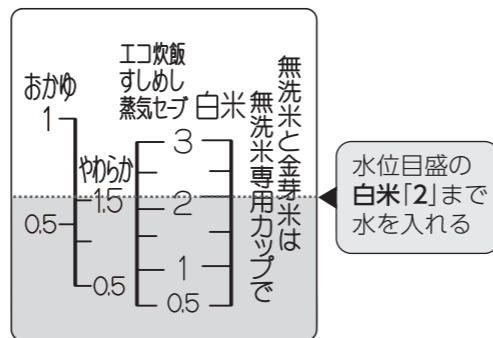 おかゆ
1
0.5
やわらか
1.5
0.5
エコ炊飯
すしめし
蒸気セーブ
白米
3
2
1
0.5
無洗米と金芽米は
無洗米専用カップで
水位目盛の
白米「2」まで
水を入れる